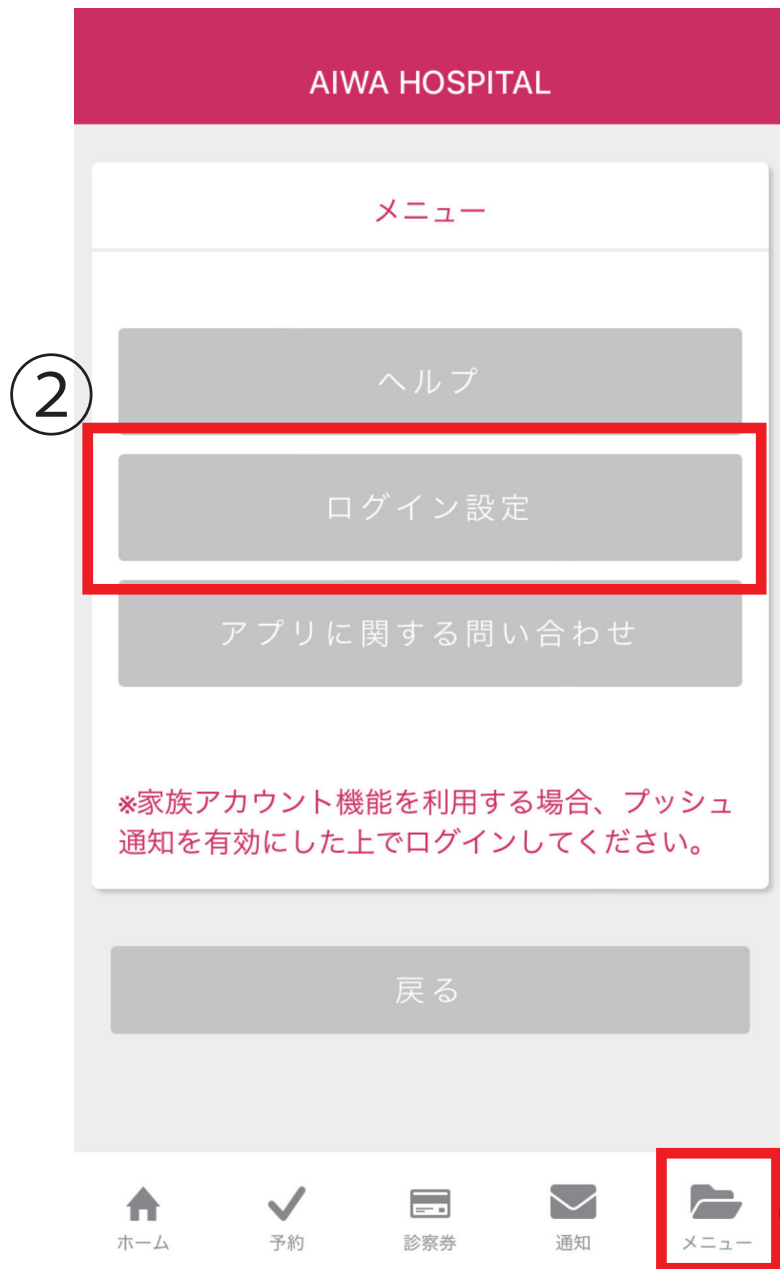 AIWA HOSPITAL
メニュー
②
ヘルプ
ログイン設定
アプリに関する問い合わせ
※家族アカウント機能を利用する場合、プッシュ
通知を有効にした上でログインしてください。
戻る
ホーム 予約 診察券 通知 メニュー